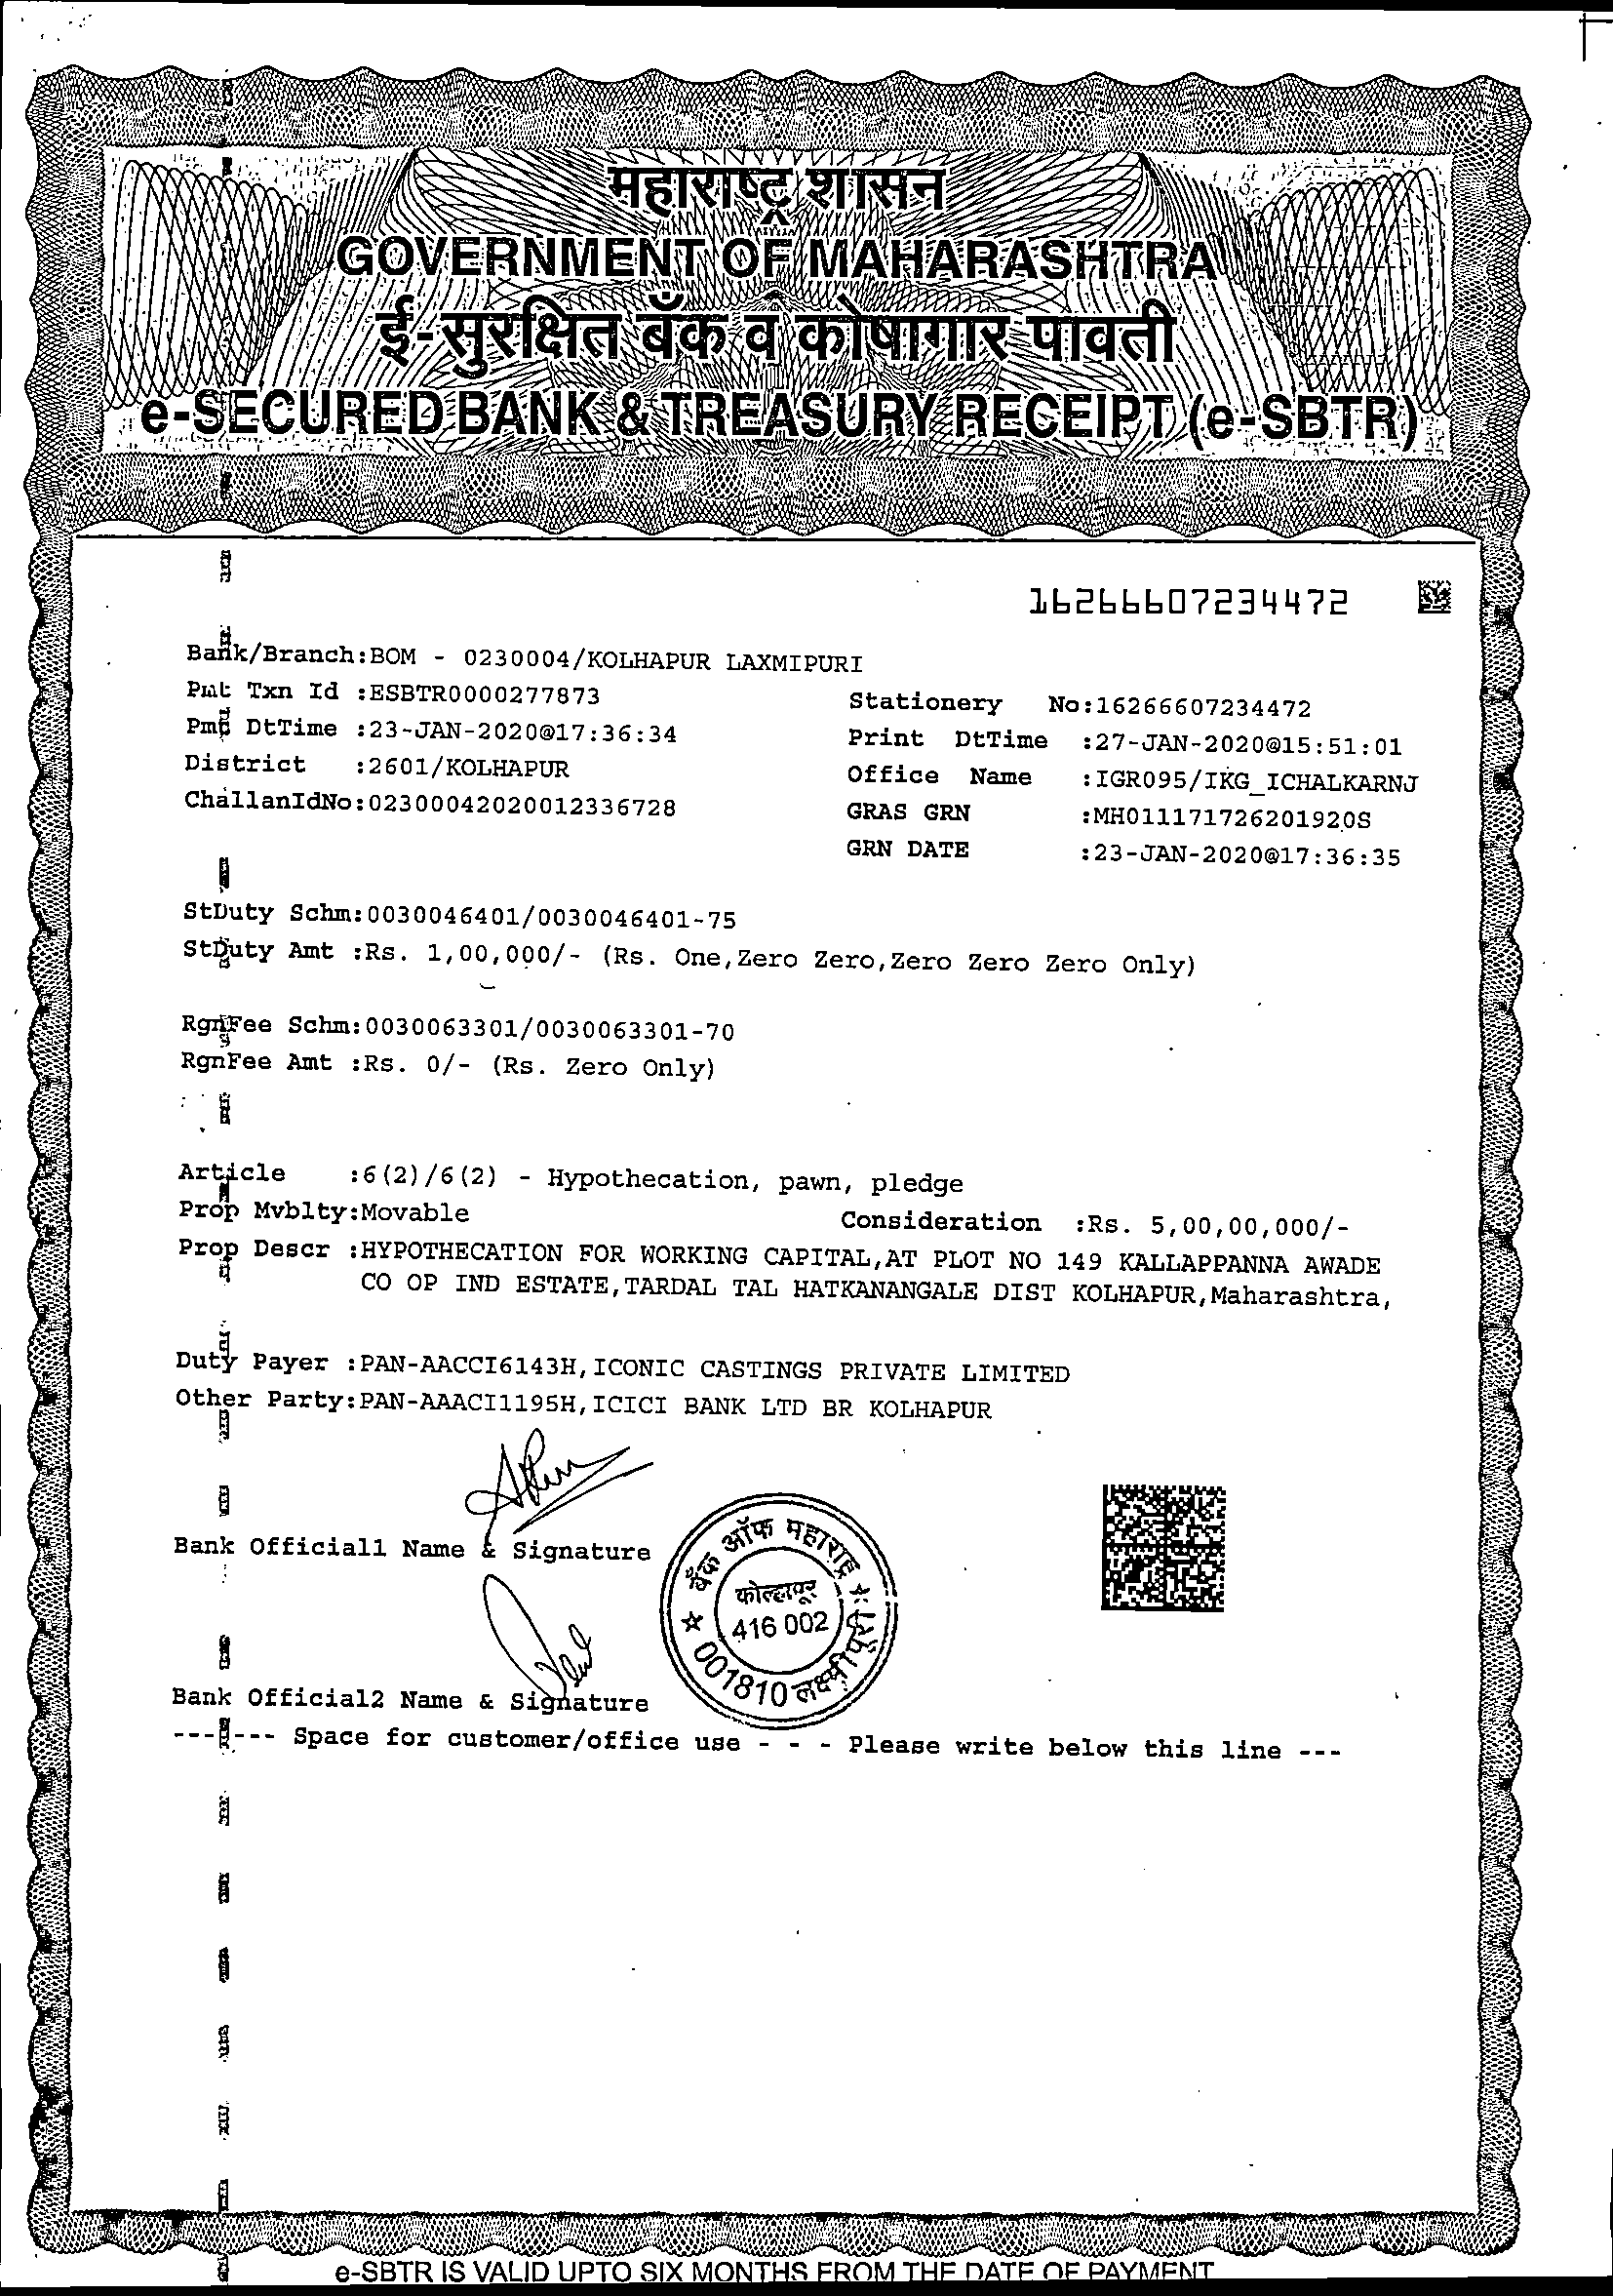 महाराष्ट्र शासन
GOVERNMENT OF MAHARASHTRA
ई-सुरक्षित बँक व कोषागार पावती
e-SECURED BANK & TREASURY RECEIPT (e-SBTR)
16266607234472
Bank/Branch:BOM - 0230004/KOLHAPUR LAXMIPURI
Pmt Txn Id :ESBTR0000277873
Stationery No:16266607234472
Pmt DtTime :23-JAN-2020@17:36:34
Print DtTime :27-JAN-2020@15:51:01
District :2601/KOLHAPUR
Office Name :IGR095/IKG_ICHALKARNJ
ChallanIdNo:02300042020012336728
GRAS GRN :MH011171726201920S
GRN DATE :23-JAN-2020@17:36:35
StDuty Schm:0030046401/0030046401-75
StDuty Amt :Rs. 1,00,000/- (Rs. One,Zero Zero,Zero Zero Zero Only)
RgnFee Schm:0030063301/0030063301-70
RgnFee Amt :Rs. 0/- (Rs. Zero Only)
Article :6(2)/6(2) - Hypothecation, pawn, pledge
Prop Mvblty:Movable Consideration :Rs. 5,00,00,000/-
Prop Descr :HYPOTHECATION FOR WORKING CAPITAL,AT PLOT NO 149 KALLAPPANNA AWADE
CO OP IND ESTATE,TARDAL TAL HATKANANGALE DIST KOLHAPUR,Maharashtra,
Duty Payer :PAN-AACCI6143H,ICONIC CASTINGS PRIVATE LIMITED
Other Party:PAN-AAACI1195H,ICICI BANK LTD BR KOLHAPUR
Bank Official1 Name & Signature
बँक ऑफ महाराष्ट्र
कोल्हापूर
416 002
001810 लक्ष्मीपूरी
Bank Official2 Name & Signature
------- Space for customer/office use - - - Please write below this line ---
e-SBTR IS VALID UPTO SIX MONTHS FROM THE DATE OF PAYMENT